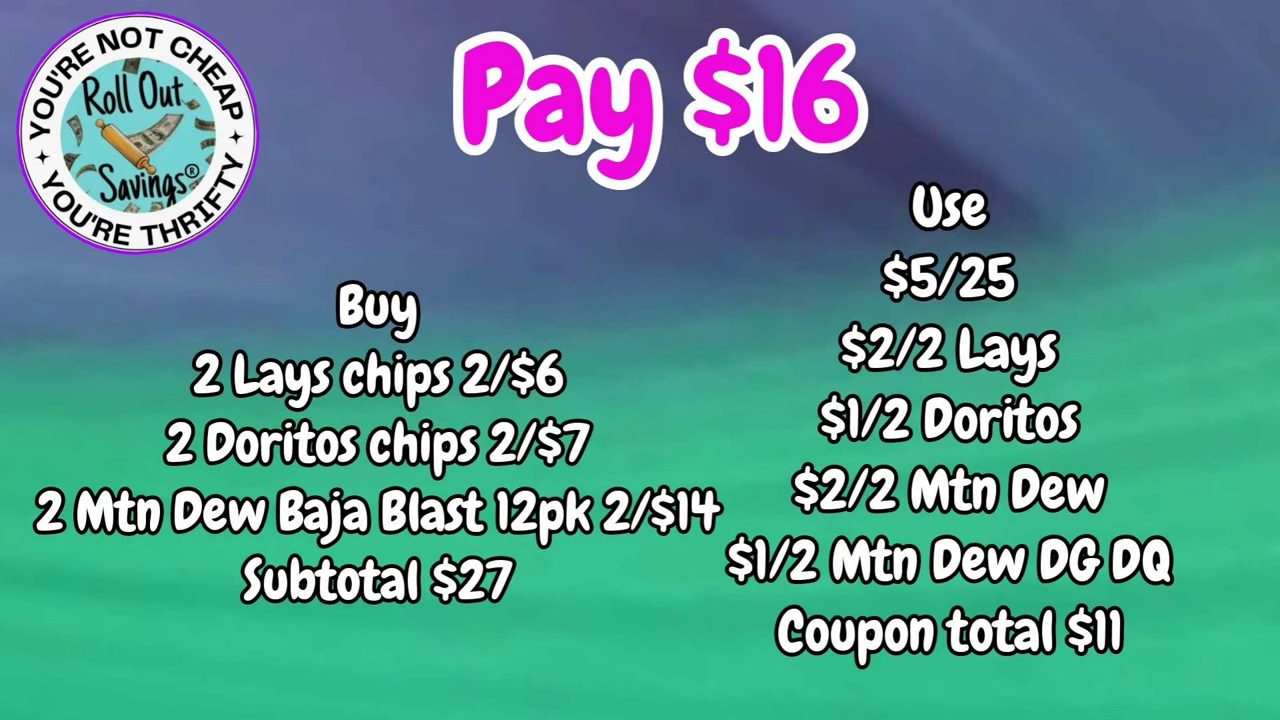 YOU'RE NOT CHEAP
Roll Out
Savings®
YOU'RE THRIFTY
Pay $16
Buy
2 Lays chips 2/$6
2 Doritos chips 2/$7
2 Mtn Dew Baja Blast 12pk 2/$14
Subtotal $27
Use
$5/25
$2/2 Lays
$1/2 Doritos
$2/2 Mtn Dew
$1/2 Mtn Dew DG DQ
Coupon total $11